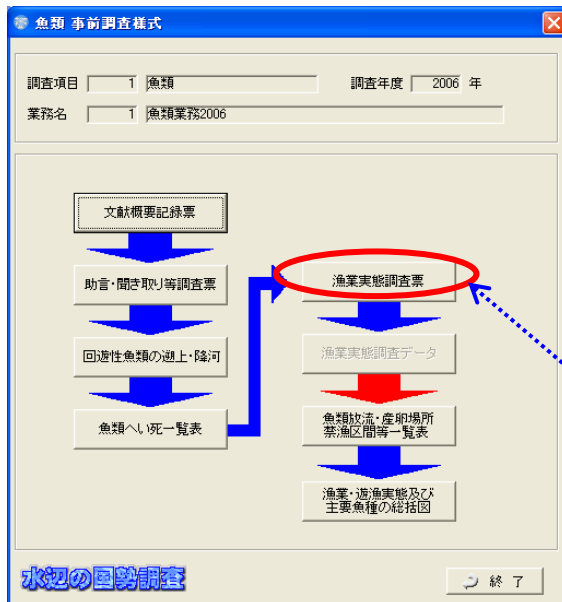 魚類 事前調査様式
調査項目 1 魚類 調査年度 2006 年
業務名 1 魚類業務2006
文献概要記録票
助言・聞き取り等調査票
回遊性魚類の遡上・降河
魚類へい死一覧表
漁業実態調査票
漁業実態調査データ
魚類放流・産卵場所
禁漁区間等一覧表
漁業・遊漁実態及び
主要魚種の総括図
水辺の国勢調査
終 了